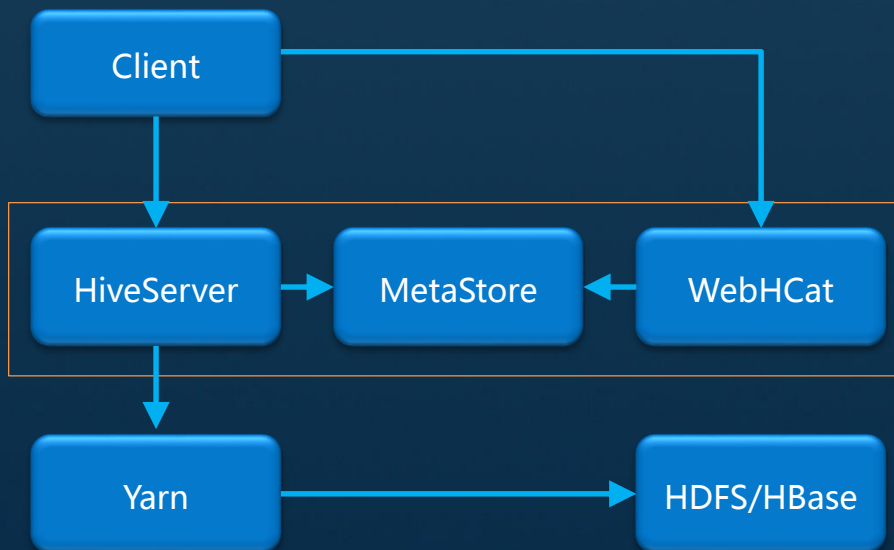 Client
HiveServer
MetaStore
WebHCat
Yarn
HDFS/HBase